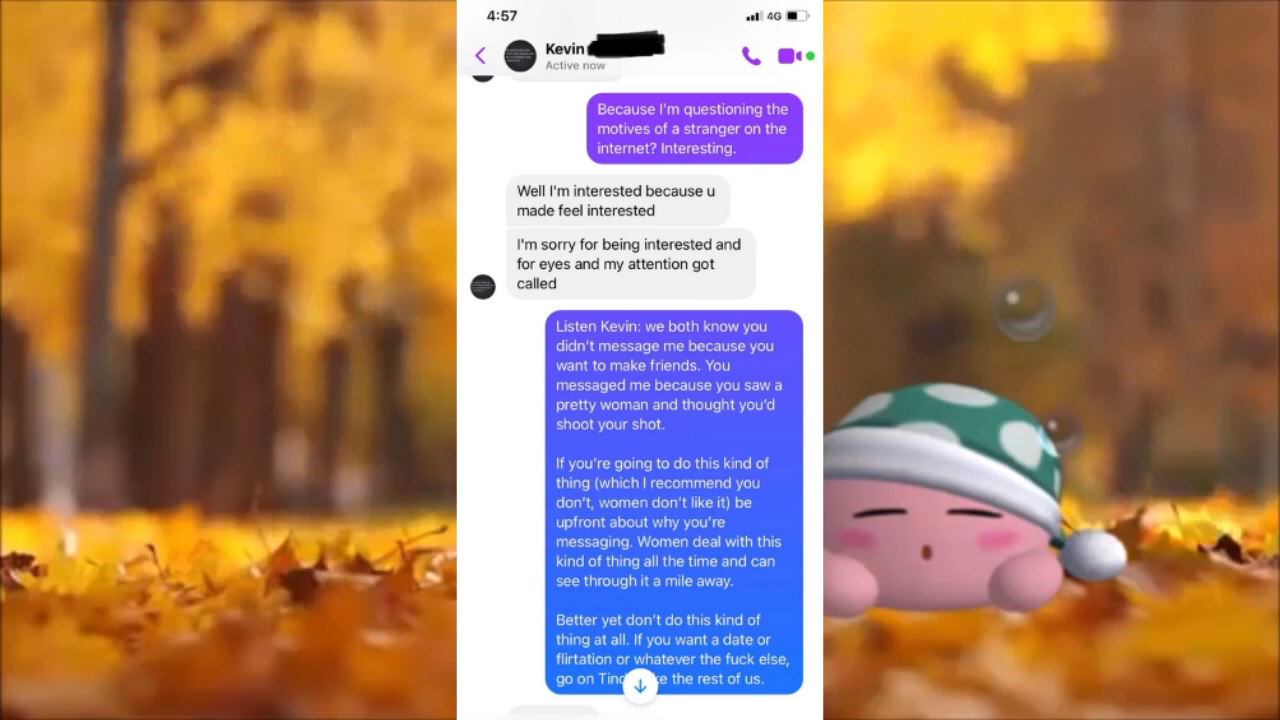 4:57
4G
Kevin
Active now
Because I'm questioning the
motives of a stranger on the
internet? Interesting.
Well I'm interested because u
made feel interested
I'm sorry for being interested and
for eyes and my attention got
called
Listen Kevin: we both know you
didn't message me because you
want to make friends. You
messaged me because you saw a
pretty woman and thought you'd
shoot your shot.
If you're going to do this kind of
thing (which I recommend you
don't, women don't like it) be
upfront about why you're
messaging. Women deal with this
kind of thing all the time and can
see through it a mile away.
Better yet don't do this kind of
thing at all. If you want a date or
flirtation or whatever the fuck else,
go on the rest of us.